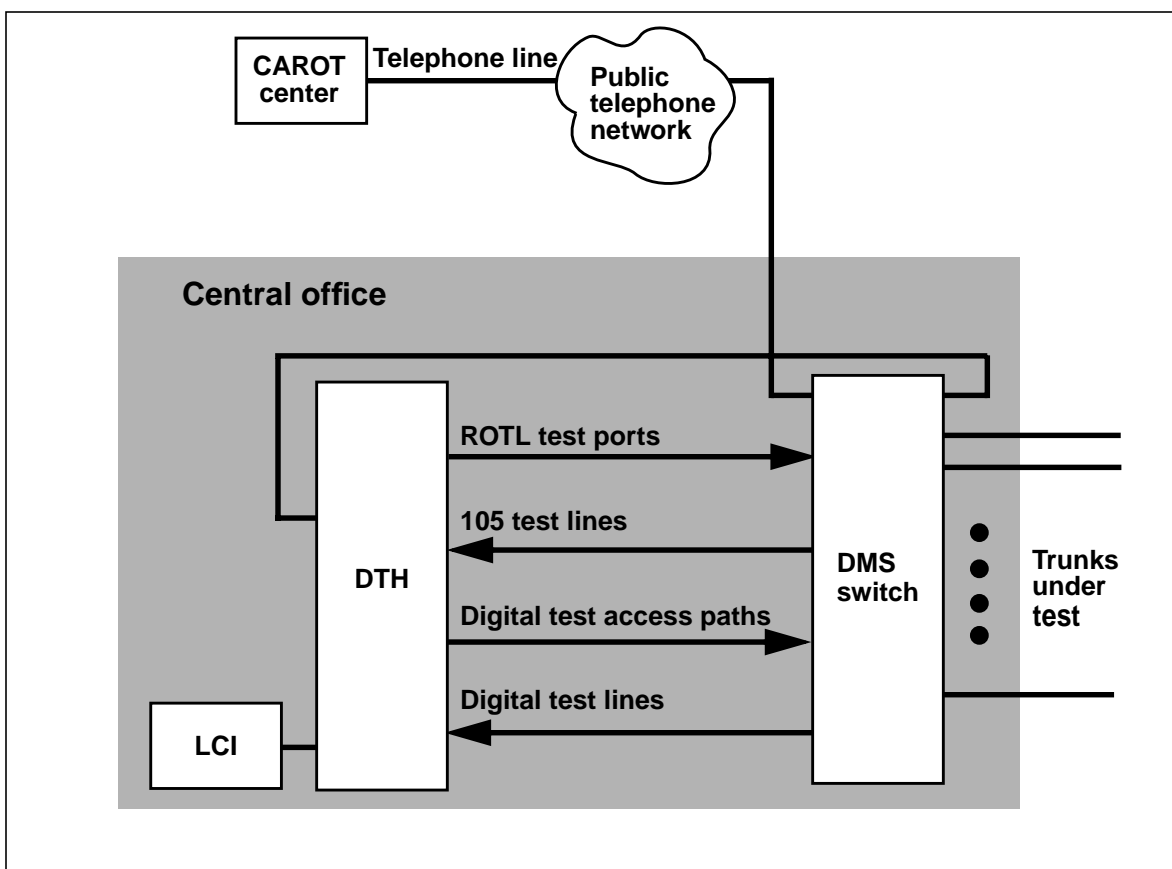 CAROT
center
Telephone line
Public
telephone
network
Central office
ROTL test ports
105 test lines
DTH
DMS
switch
Trunks
under
test
Digital test access paths
Digital test lines
LCI